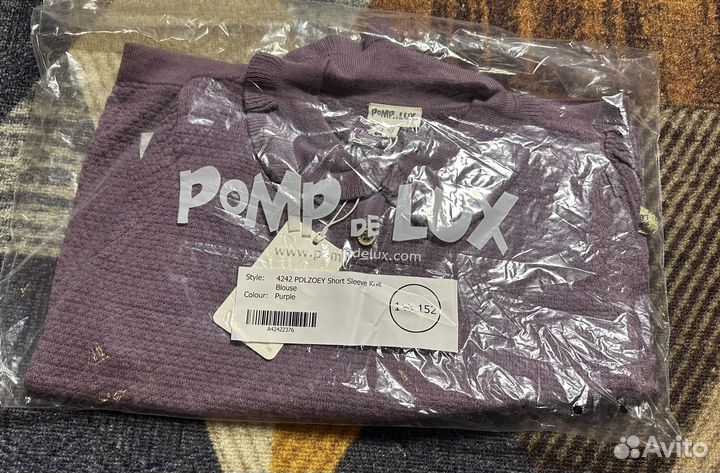 POMP DE LUX
POMP DE LUX
www.pompdelux.com
Style: 4242 PDLZOEY Short Sleeve Knit
Blouse
Colour: Purple
152
A42422376
Avito